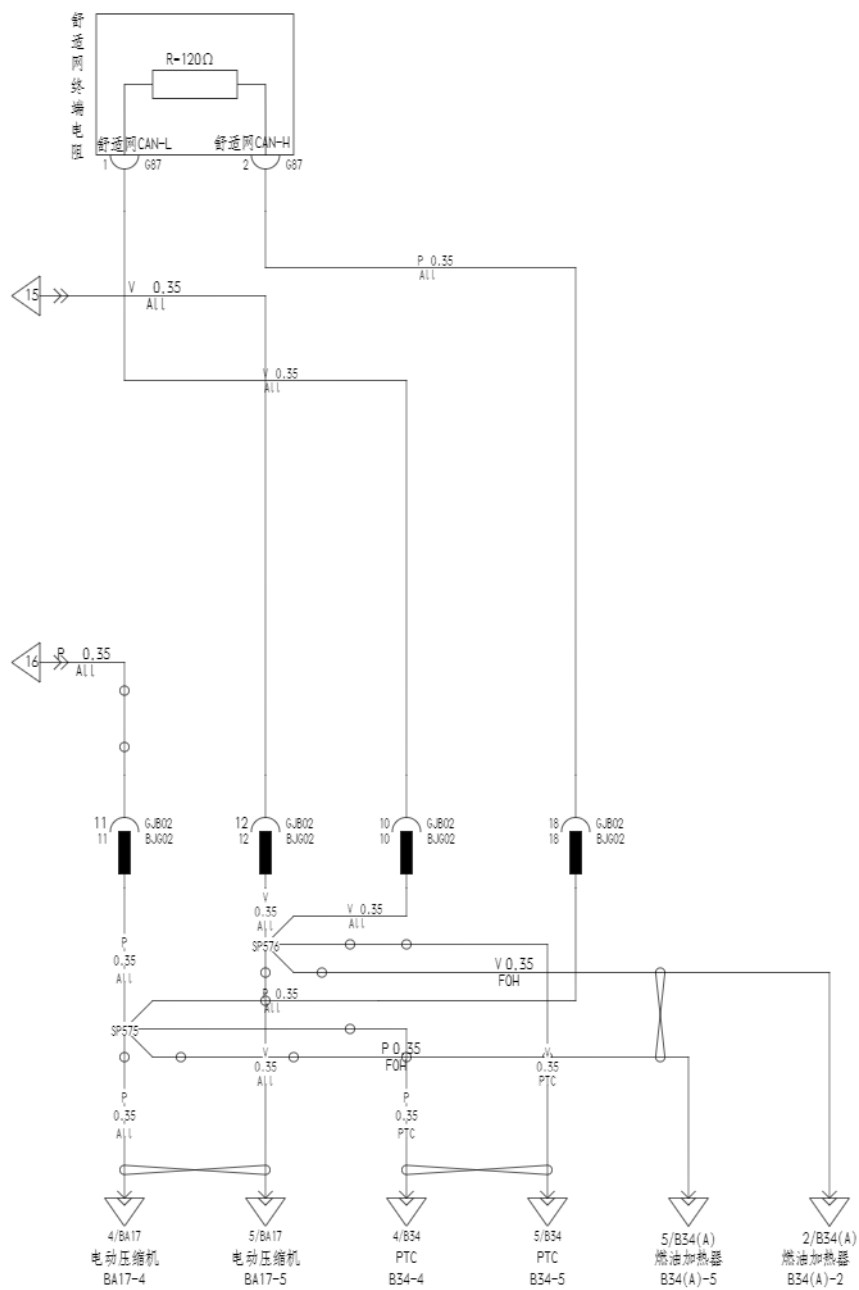 舒适网终端电阻
R=120Ω
舒适网CAN-L
舒适网CAN-H
1
G87
2
G87
P 0.35
All
15
V 0.35
All
V 0.35
All
16
P 0.35
All
11
GJB02
11
BJG02
12
GJB02
12
BJG02
10
GJB02
10
BJG02
18
GJB02
18
BJG02
V
0.35
All
V 0.35
All
SP576
P
0.35
All
V 0.35
FOH
P 0.35
All
SP575
P 0.35
FOH
V
0.35
All
V
0.35
PTC
P
0.35
All
P
0.35
PTC
4/BA17
电动压缩机
BA17-4
5/BA17
电动压缩机
BA17-5
4/B34
PTC
B34-4
5/B34
PTC
B34-5
5/B34(A)
燃油加热器
B34(A)-5
2/B34(A)
燃油加热器
B34(A)-2